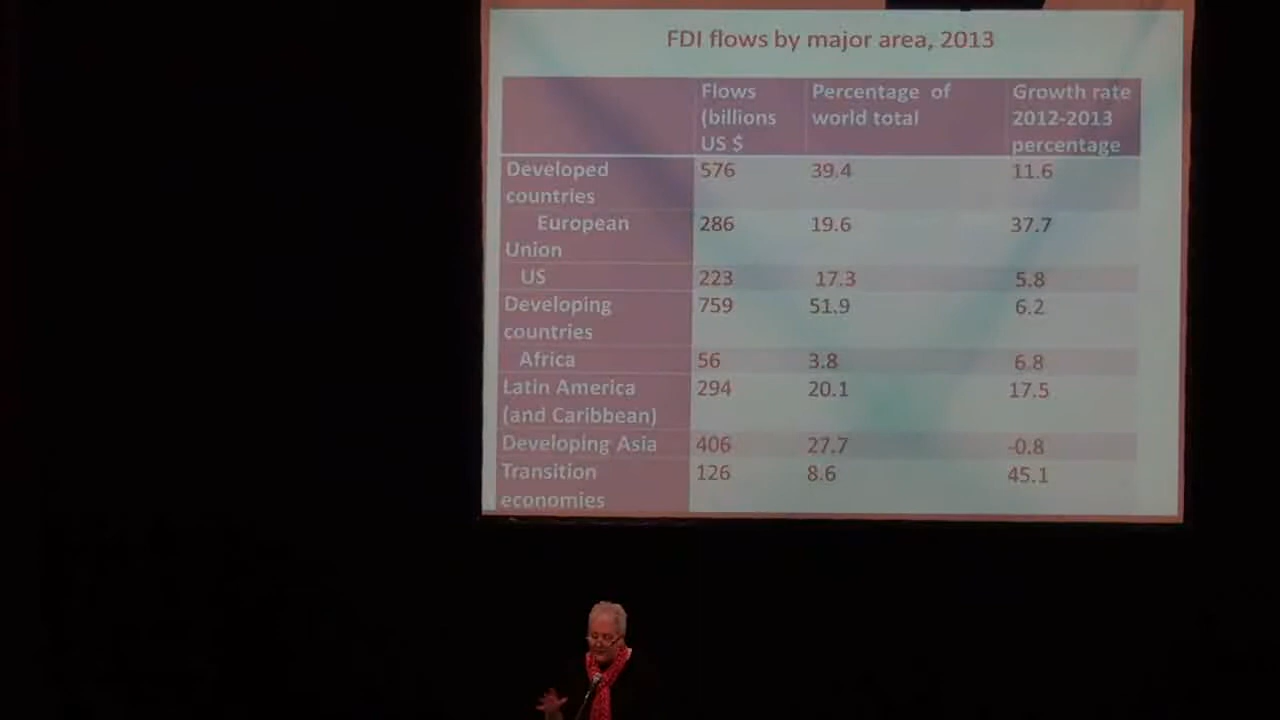 FDI flows by major area, 2013
Flows (billions US $ Percentage of world total Growth rate 2012-2013 percentage
Developed countries 576 39.4 11.6
European Union 286 19.6 37.7
US 223 17.3 5.8
Developing countries 759 51.9 6.2
Africa 56 3.8 6.8
Latin America (and Caribbean) 294 20.1 17.5
Developing Asia 406 27.7 -0.8
Transition economies 126 8.6 45.1